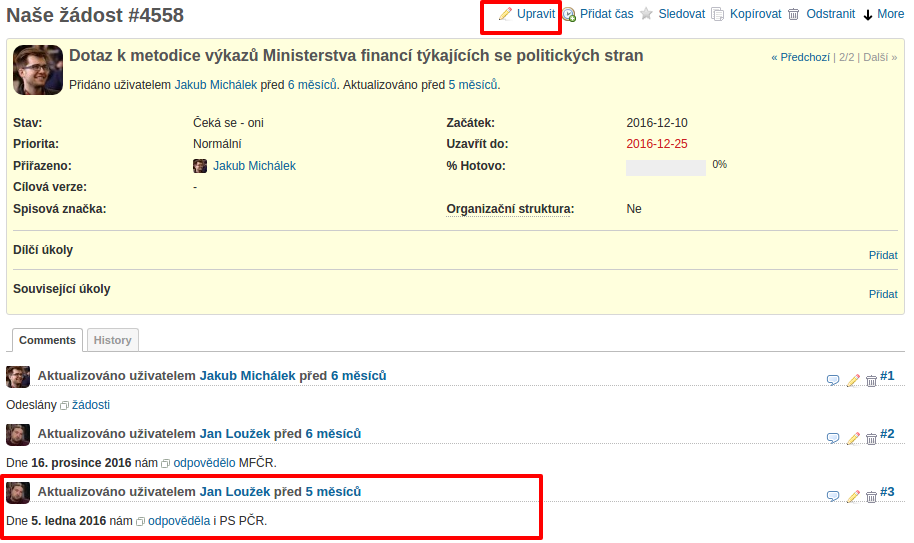 Naše žádost #4558
Upravit Přidat čas Sledovat Kopírovat Odstranit More
Dotaz k metodice výkazů Ministerstva financí týkajících se politických stran
« Předchozí | 2/2 | Další »
Přidáno uživatelem Jakub Michálek před 6 měsíců. Aktualizováno před 5 měsíců.
Stav: Čeká se - oni Začátek: 2016-12-10
Priorita: Normální Uzavřít do: 2016-12-25
Přiřazeno: Jakub Michálek % Hotovo: 0%
Cílová verze: -
Spisová značka: Organizační struktura: Ne
Dílčí úkoly
Přidat
Související úkoly
Přidat
Comments History
Aktualizováno uživatelem Jakub Michálek před 6 měsíců #1
Odeslány žádosti
Aktualizováno uživatelem Jan Loužek před 6 měsíců #2
Dne 16. prosince 2016 nám odpovědělo MFČR.
Aktualizováno uživatelem Jan Loužek před 5 měsíců #3
Dne 5. ledna 2016 nám odpověděla i PS PČR.